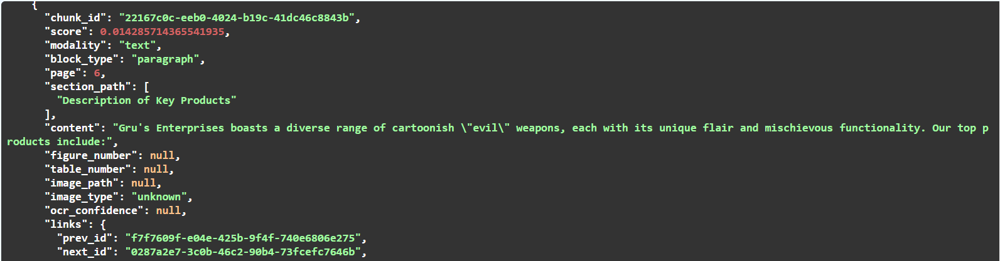 {
"chunk_id": "22167c0c-eeb0-4024-b19c-41dc46c8843b",
"score": 0.014285714365541935,
"modality": "text",
"block_type": "paragraph",
"page": 6,
"section_path": [
"Description of Key Products"
],
"content": "Gru's Enterprises boasts a diverse range of cartoonish \"evil\" weapons, each with its unique flair and mischievous functionality. Our top p
roducts include:",
"figure_number": null,
"table_number": null,
"image_path": null,
"image_type": "unknown",
"ocr_confidence": null,
"links": {
"prev_id": "f7f7609f-e04e-425b-9f4f-740e6806e275",
"next_id": "0287a2e7-3c0b-46c2-90b4-73fcefc7646b",